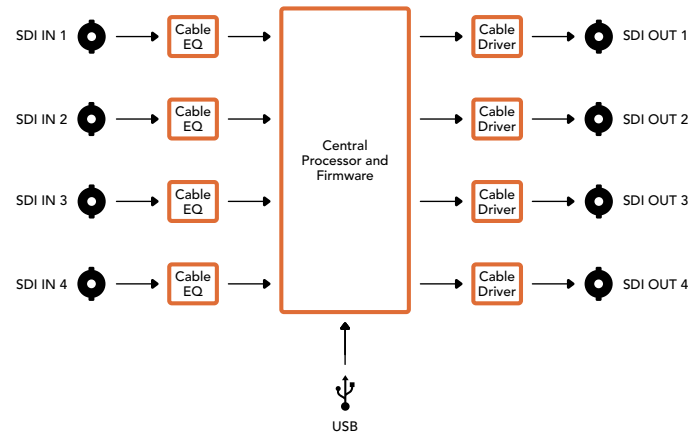 SDI IN 1
Cable
EQ
Cable
Driver
SDI OUT 1
SDI IN 2
Cable
EQ
Cable
Driver
SDI OUT 2
Central
Processor and
Firmware
SDI IN 3
Cable
EQ
Cable
Driver
SDI OUT 3
SDI IN 4
Cable
EQ
Cable
Driver
SDI OUT 4
USB